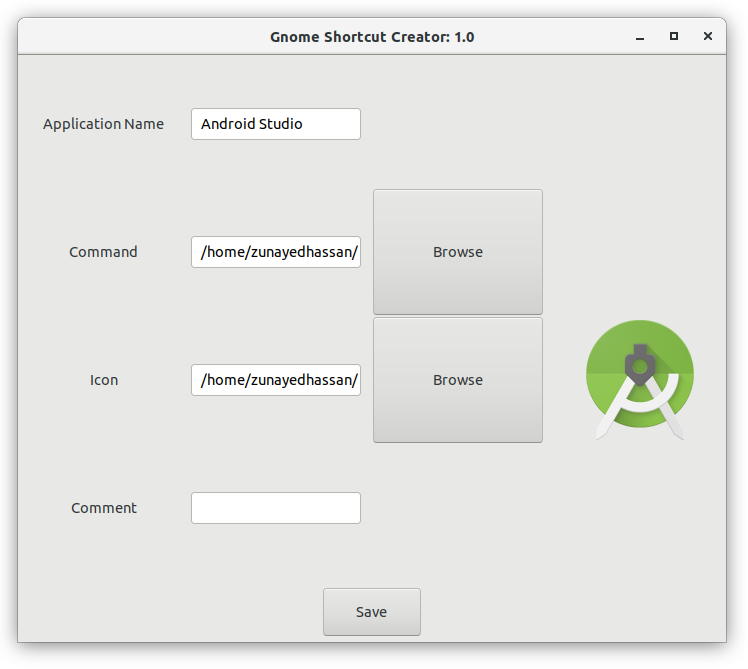 Gnome Shortcut Creator: 1.0
Application Name
Android Studio
Command
/home/zunayedhassan/
Browse
Icon
/home/zunayedhassan/
Browse
Comment
Save